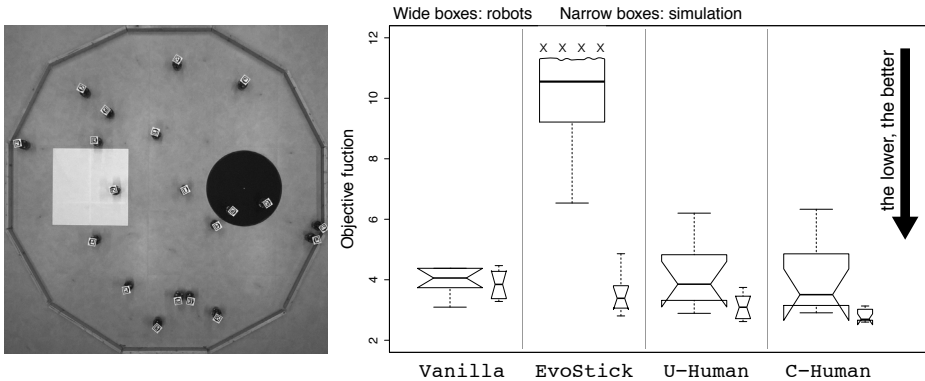 Wide boxes: robots Narrow boxes: simulation
12
10
8
6
4
2
Objective fuction
X X X X
the lower, the better
Vanilla EvoStick U-Human C-Human